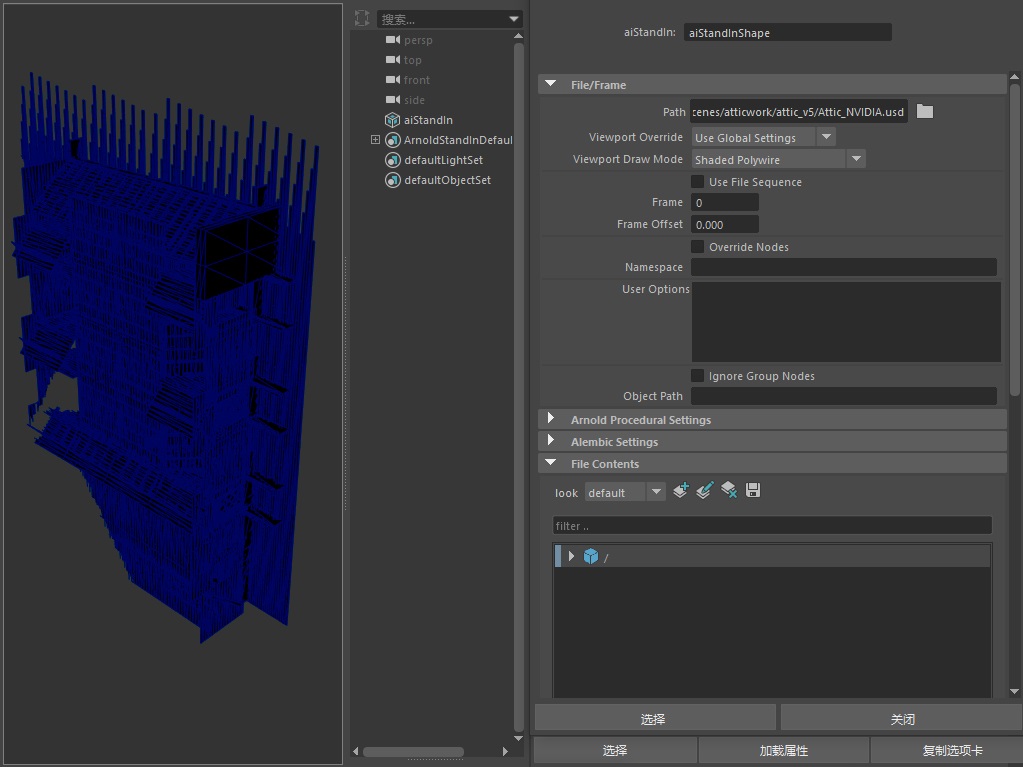 搜索...
persp
top
front
side
aiStandIn
ArnoldStandInDefaul
defaultLightSet
defaultObjectSet
aiStandIn: aiStandInShape
File/Frame
Path :enes/atticwork/attic_v5/Attic_NVIDIA.usd
Viewport Override Use Global Settings
Viewport Draw Mode Shaded Polywire
Use File Sequence
Frame 0
Frame Offset 0.000
Override Nodes
Namespace
User Options
Ignore Group Nodes
Object Path
Arnold Procedural Settings
Alembic Settings
File Contents
look default
filter ..
/
选择 关闭
选择 加载属性 复制选项卡